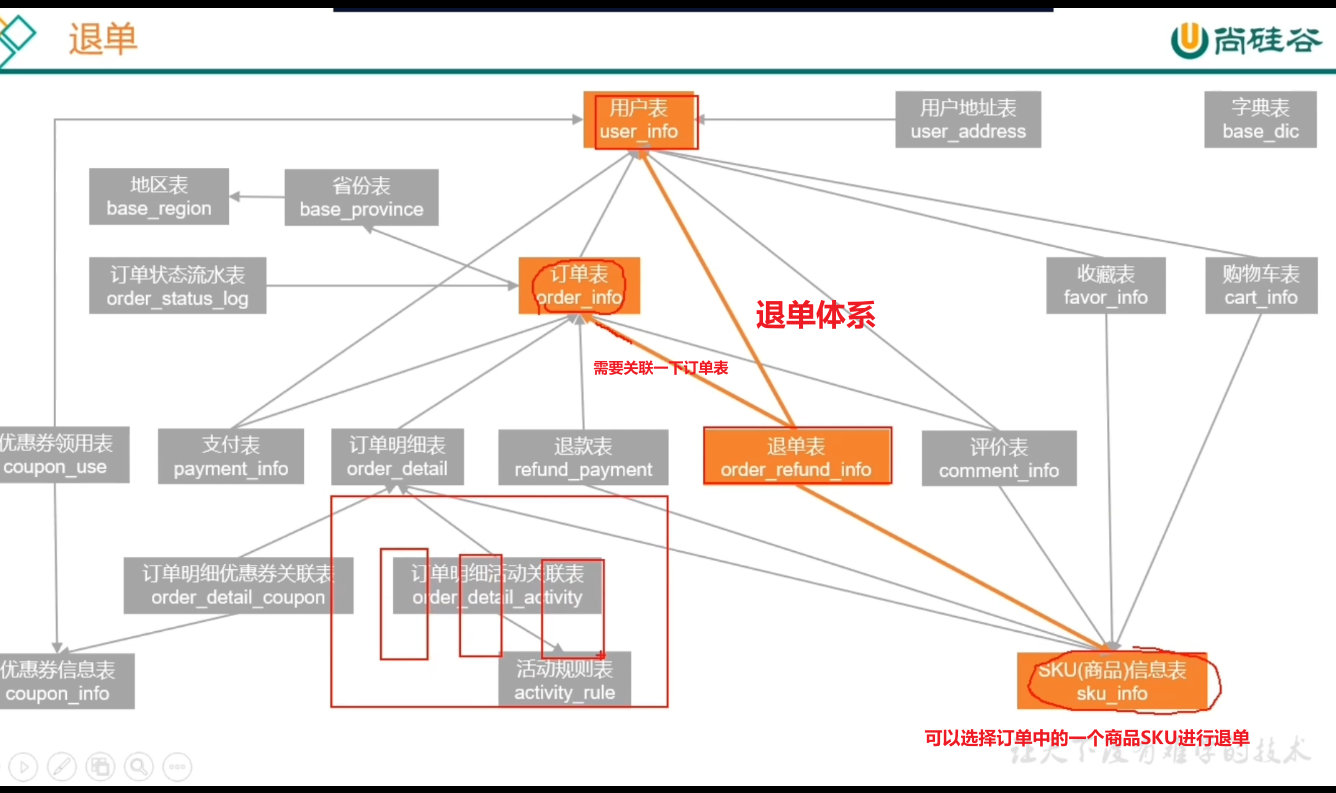 退单
尚硅谷
用户表
user_info
用户地址表
user_address
字典表
base_dic
地区表
base_region
省份表
base_province
订单状态流水表
order_status_log
订单表
order_info
收藏表
favor_info
购物车表
cart_info
退单体系
需要关联一下订单表
优惠券领用表
coupon_use
支付表
payment_info
订单明细表
order_detail
退款表
refund_payment
退单表
order_refund_info
评价表
comment_info
订单明细优惠券关联表
order_detail_coupon
订单明细活动关联表
order_detail_activity
优惠券信息表
coupon_info
活动规则表
activity_rule
SKU(商品)信息表
sku_info
可以选择订单中的一个商品SKU进行退单
让天下没有难学的技术